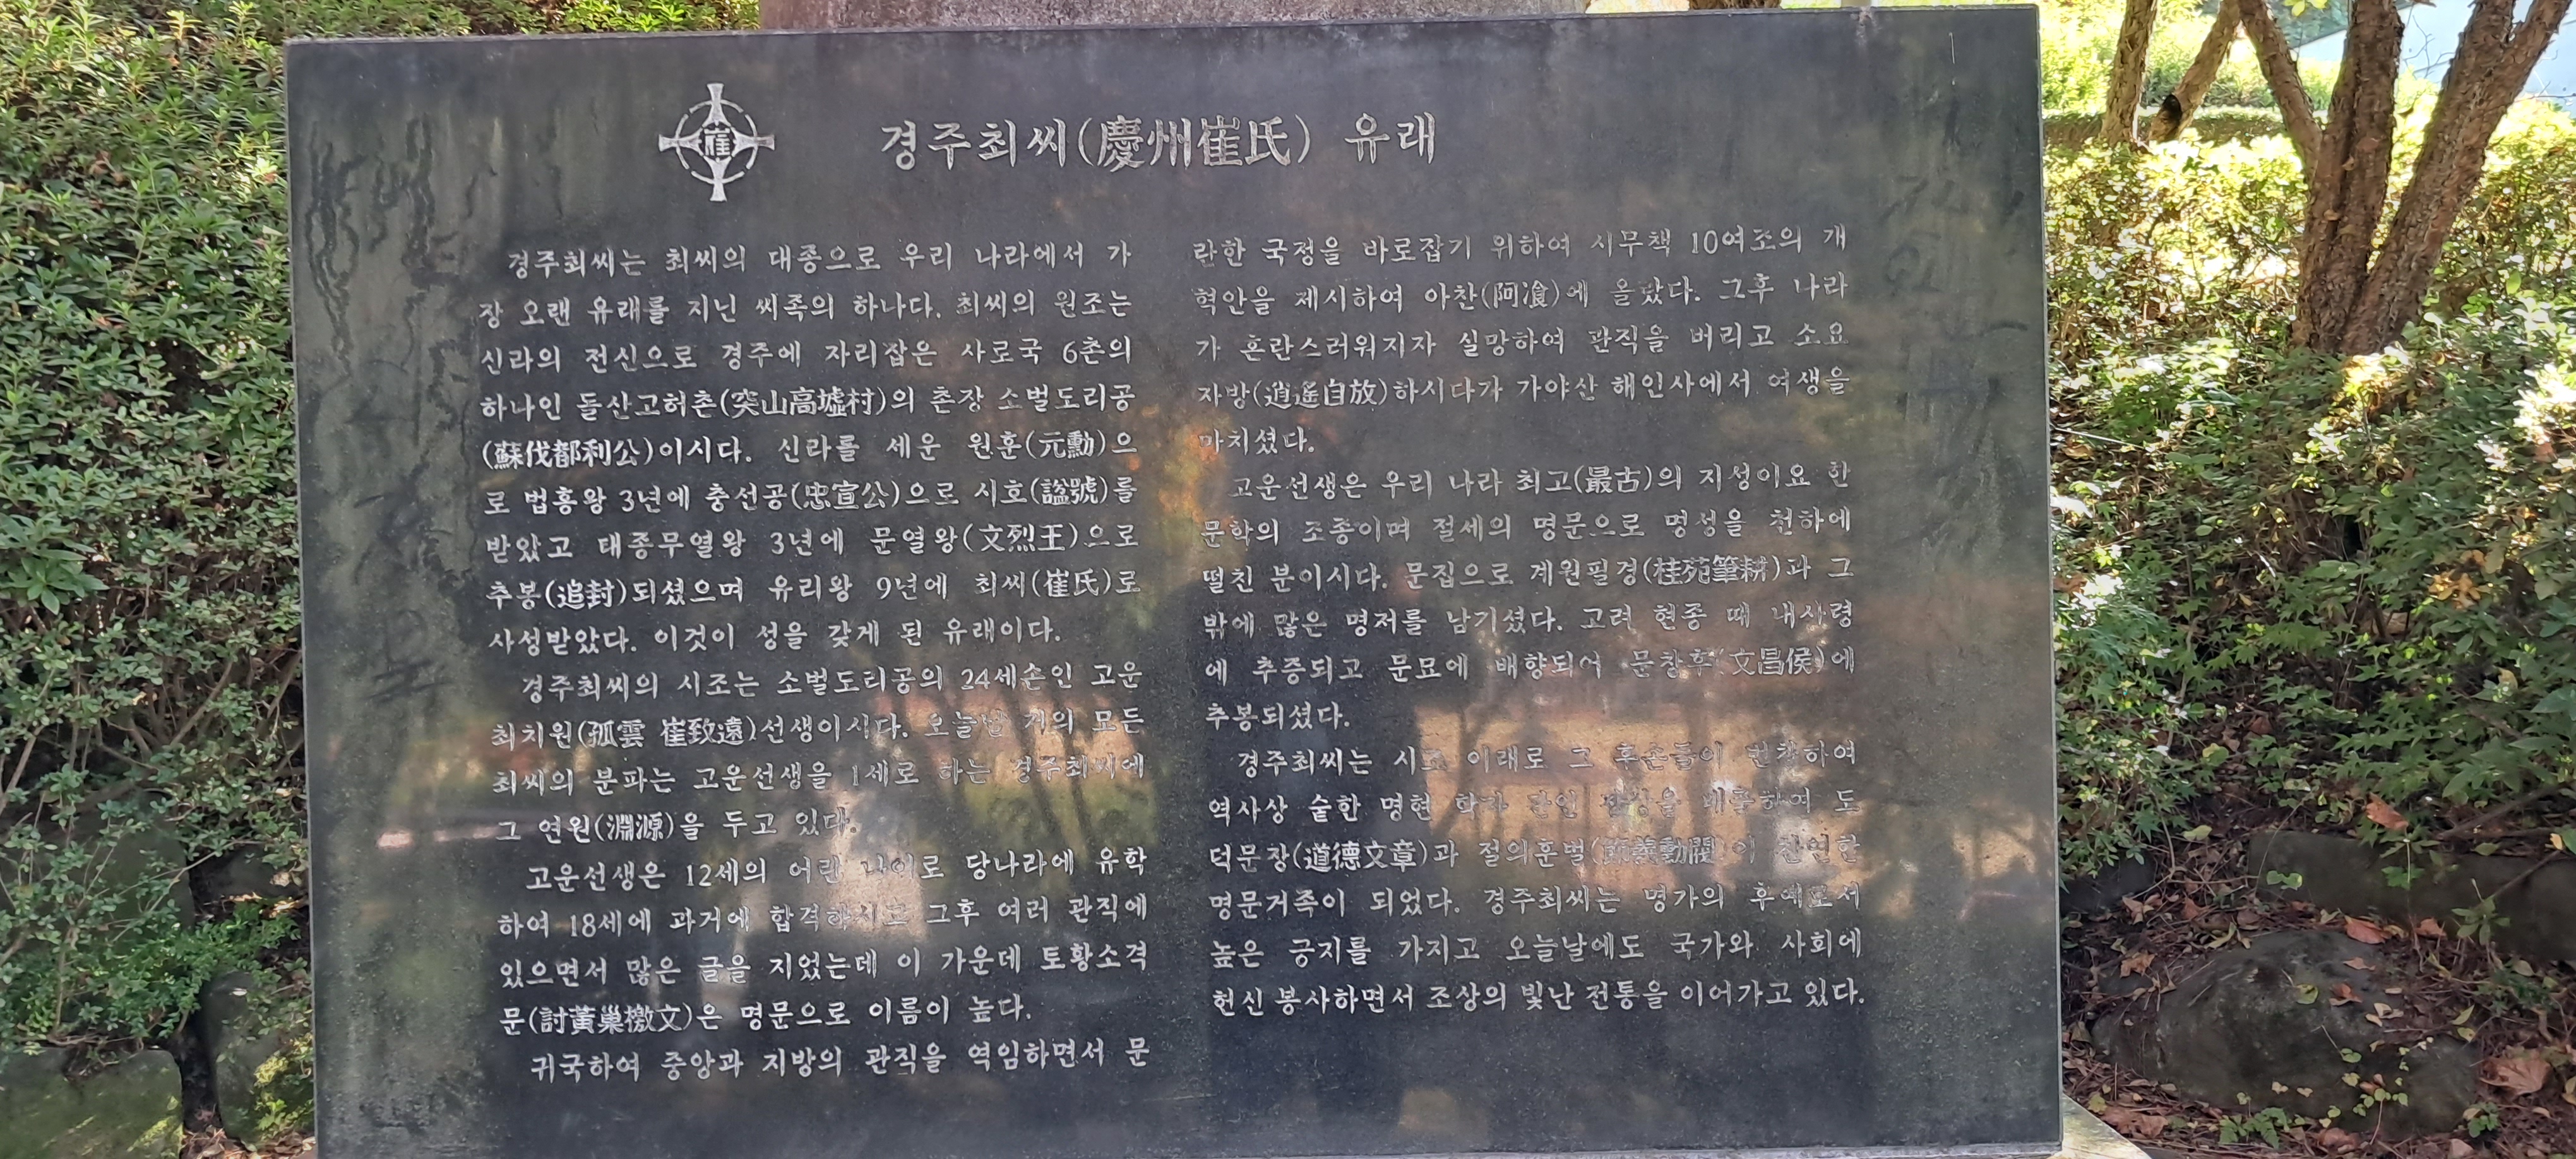 崔
경주최씨(慶州崔氏) 유래
경주최씨는 최씨의 대종으로 우리 나라에서 가
장 오랜 유래를 지닌 씨족의 하나다. 최씨의 원조는
신라의 전신으로 경주에 자리잡은 사로국 6촌의
하나인 돌산고허촌(突山高墟村)의 촌장 소벌도리공
(蘇伐都利公)이시다. 신라를 세운 원훈(元勳)으
로 법흥왕 3년에 충선공(忠宣公)으로 시호(諡號)를
받았고 태종무열왕 3년에 문열왕(文烈王)으로
추봉(追封)되셨으며 유리왕 9년에 최씨(崔氏)로
사성받았다. 이것이 성을 갖게 된 유래이다.
경주최씨의 시조는 소벌도리공의 24세손인 고운
최치원(孤雲 崔致遠)선생이시다. 오늘날 거의 모든
최씨의 분파는 고운선생을 1세로 하는 경주최씨에
그 연원(淵源)을 두고 있다.
고운선생은 12세의 어린 나이로 당나라에 유학
하여 18세에 과거에 합격하시고 그후 여러 관직에
있으면서 많은 글을 지었는데 이 가운데 토황소격
문(討黃巢檄文)은 명문으로 이름이 높다.
귀국하여 중앙과 지방의 관직을 역임하면서 문
란한 국정을 바로잡기 위하여 시무책 10여조의 개
혁안을 제시하여 아찬(阿飡)에 올랐다. 그후 나라
가 혼란스러워지자 실망하여 관직을 버리고 소요
자방(逍遙自放)하시다가 가야산 해인사에서 여생을
마치셨다.
고운선생은 우리 나라 최고(最古)의 지성이요 한
문학의 조종이며 절세의 명문으로 명성을 천하에
떨친 분이시다. 문집으로 계원필경(桂苑筆耕)과 그
밖에 많은 명저를 남기셨다. 고려 현종 때 내사령
에 추증되고 문묘에 배향되어 문창후(文昌侯)에
추봉되셨다.
경주최씨는 시조 이래로 그 후손들이 번창하여
역사상 숱한 명현 학자 배출하여 도
덕문장(道德文章)과 절의훈벌(節義勳閥)이 찬연한
명문거족이 되었다. 경주최씨는 명가의 후예로서
높은 긍지를 가지고 오늘날에도 국가와 사회에
헌신 봉사하면서 조상의 빛난 전통을 이어가고 있다.